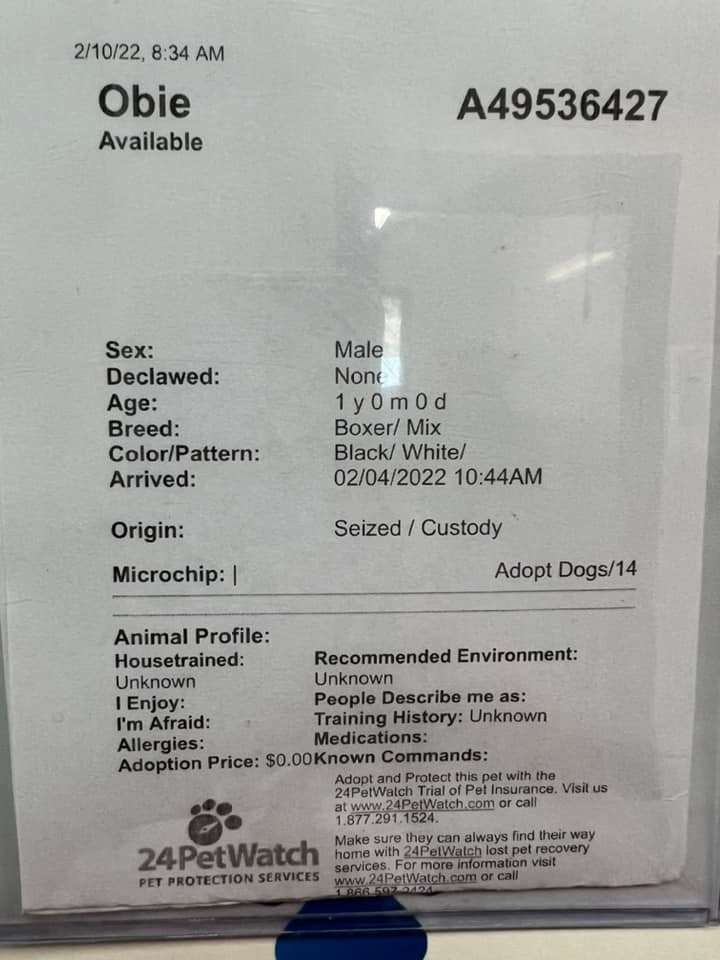 2/10/22, 8:34 AM
Obie A49536427
Available
Sex: Male
Declawed: None
Age: 1 y 0 m 0 d
Breed: Boxer/ Mix
Color/Pattern: Black/ White/
Arrived: 02/04/2022 10:44AM
Origin: Seized / Custody
Microchip: | Adopt Dogs/14
Animal Profile:
Housetrained: Recommended Environment:
Unknown Unknown
I Enjoy: People Describe me as:
I'm Afraid: Training History: Unknown
Allergies: Medications:
Adoption Price: $0.00 Known Commands:
Adopt and Protect this pet with the
24PetWatch Trial of Pet Insurance. Visit us
at www.24PetWatch.com or call
1.877.291.1524.
Make sure they can always find their way
home with 24PetWatch lost pet recovery
services. For more information visit
www.24PetWatch.com or call
1.866.597.2424
24PetWatch
PET PROTECTION SERVICES